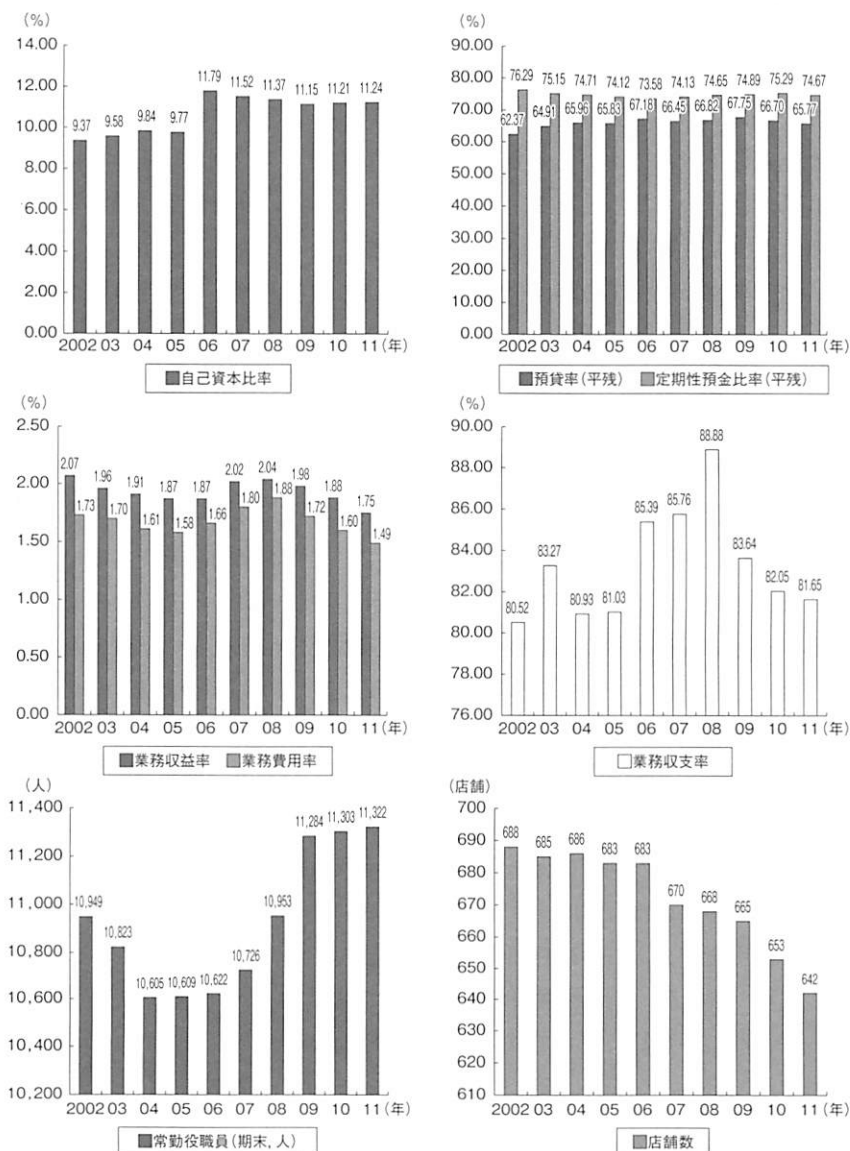 (%)
14.00
12.00
10.00
8.00
6.00
4.00
2.00
0.00
9.37 9.58 9.84 9.77 11.79 11.52 11.37 11.15 11.21 11.24
2002 03 04 05 06 07 08 09 10 11(年)
■自己資本比率
(%)
90.00
80.00
70.00
60.00
50.00
40.00
30.00
20.00
10.00
0.00
76.29 75.15 74.71 74.12 73.58 74.13 74.65 74.89 75.29 74.67
62.37 64.91 65.96 65.83 67.18 66.45 66.82 67.75 66.70 65.77
2002 03 04 05 06 07 08 09 10 11(年)
■預貸率(平残) ■定期性預金比率(平残)
(%)
2.50
2.00
1.50
1.00
0.50
0.00
2.07 1.96 1.91 1.87 1.87 2.02 2.04 1.98 1.88 1.75
1.73 1.70 1.61 1.58 1.66 1.80 1.88 1.72 1.60 1.49
2002 03 04 05 06 07 08 09 10 11(年)
■業務収益率 ■業務費用率
(%)
90.00
88.00
86.00
84.00
82.00
80.00
78.00
76.00
80.52 83.27 80.93 81.03 85.39 85.76 88.88 83.64 82.05 81.65
2002 03 04 05 06 07 08 09 10 11(年)
□業務収支率
(人)
11,400
11,200
11,000
10,800
10,600
10,400
10,200
10,949 10,823 10,605 10,609 10,622 10,726 10,953 11,284 11,303 11,322
2002 03 04 05 06 07 08 09 10 11(年)
■常勤役職員(期末,人)
(店舗)
700
690
680
670
660
650
640
630
620
610
688 685 686 683 683 670 668 665 653 642
2002 03 04 05 06 07 08 09 10 11(年)
■店舗数